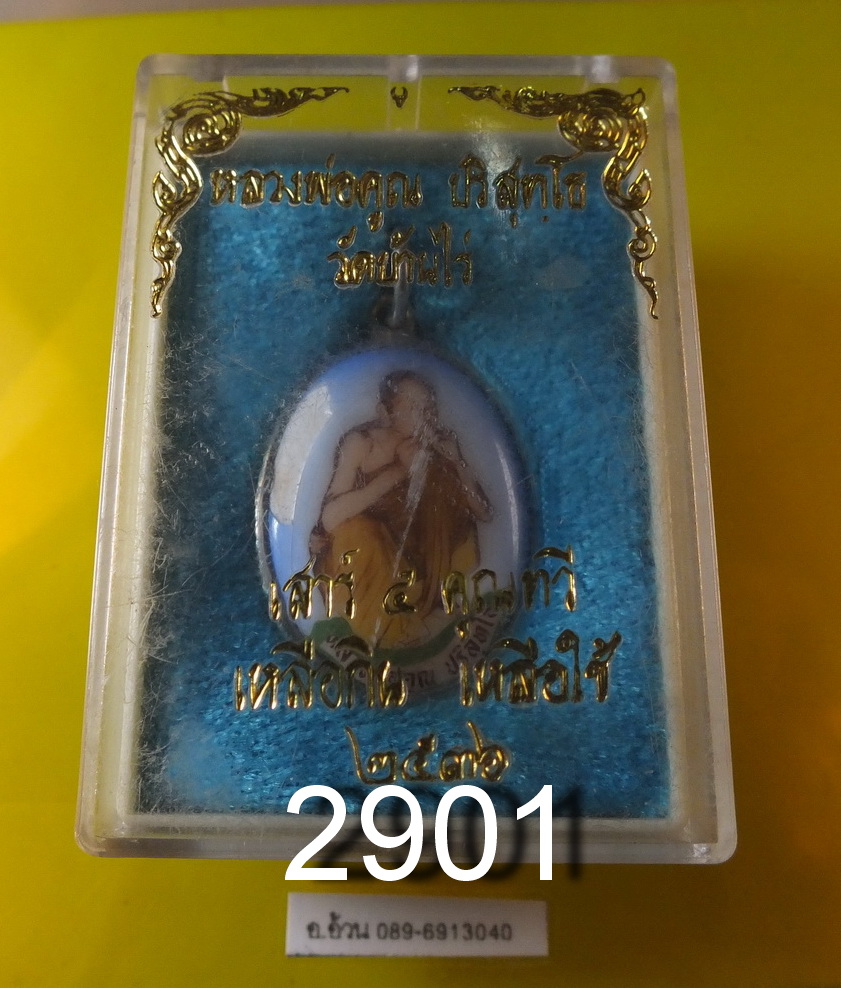 หลวงพ่อคูณ ปริสุทฺโธ
วัดบ้านไร่
เสาร์ ๕ คูณทวี
เหลือกิน เหลือใช้
๒๕๓๖
2901
อ.อ้วน 089-6913040